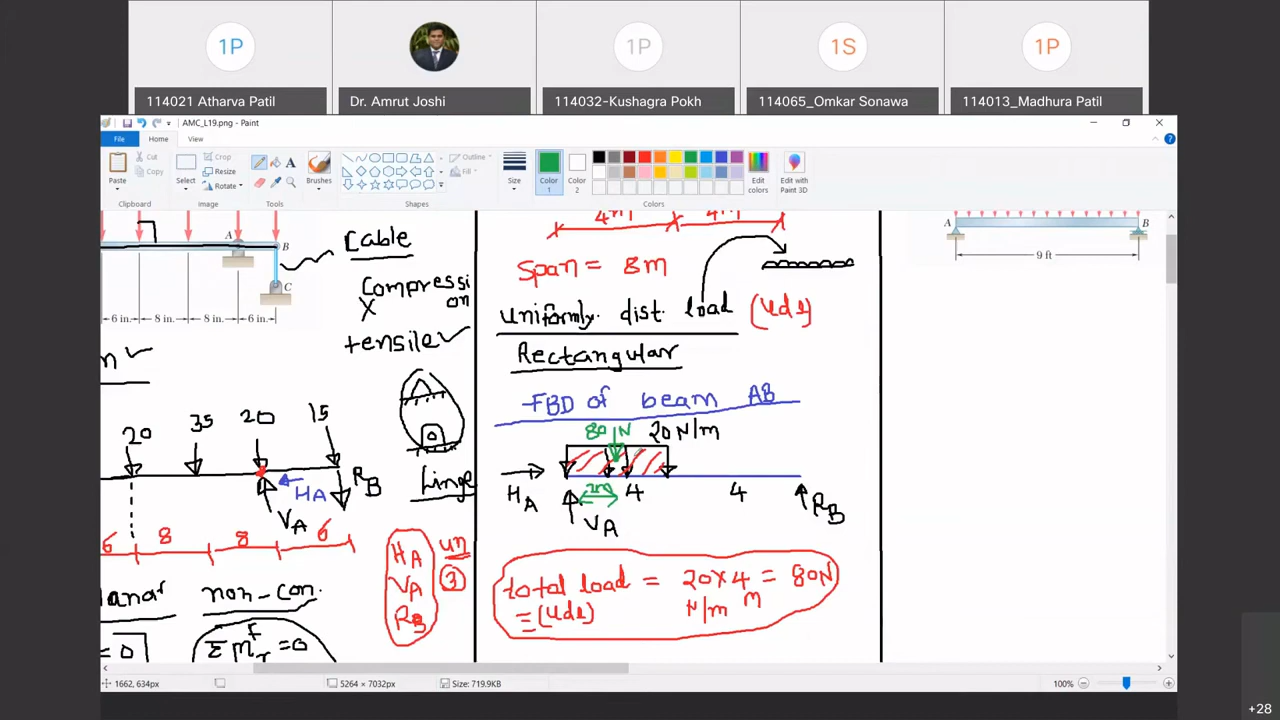 1P
1P
1S
1P
114021 Atharva Patil
Dr. Amrut Joshi
114032-Kushagra Pokh
114065_Omkar Sonawa
114013_Madhura Patil
AMC_L19.png - Paint
File
Home
View
Paste
Cut
Copy
Clipboard
Select
Crop
Resize
Rotate
Image
Tools
Brushes
Shapes
Outline
Fill
Size
Color 1
Color 2
Colors
Edit colors
Edit with Paint 3D
A
B
C
6 in.
8 in.
8 in.
6 in.
Cable
Compressi
on
X
tensile ✓
20
35
20
15
HA
VA
RB
6
8
8
6
Linge
HA
VA
RB
un
3
non-con.
= 0
ΣM =0
4m
4m
Span = 8m
uniformly. dist. load (udl)
Rectangular
FBD of beam AB
80 N
20 N/m
HA
2m
4
4
VA
RB
total load = 20x4 = 80N
= (udl)
N/m m
A
B
9 ft
1662, 634px
5264 × 7032px
Size: 719.9KB
100%
+28